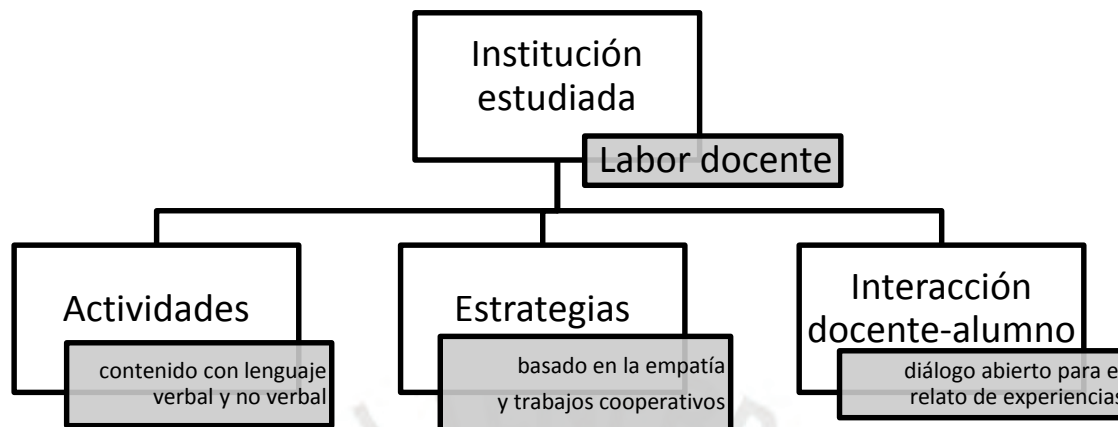 Institución
estudiada
Labor docente
Actividades
contenido con lenguaje
verbal y no verbal
Estrategias
basado en la empatía
y trabajos cooperativos
Interacción
docente-alumno
diálogo abierto para e
relato de experiencias